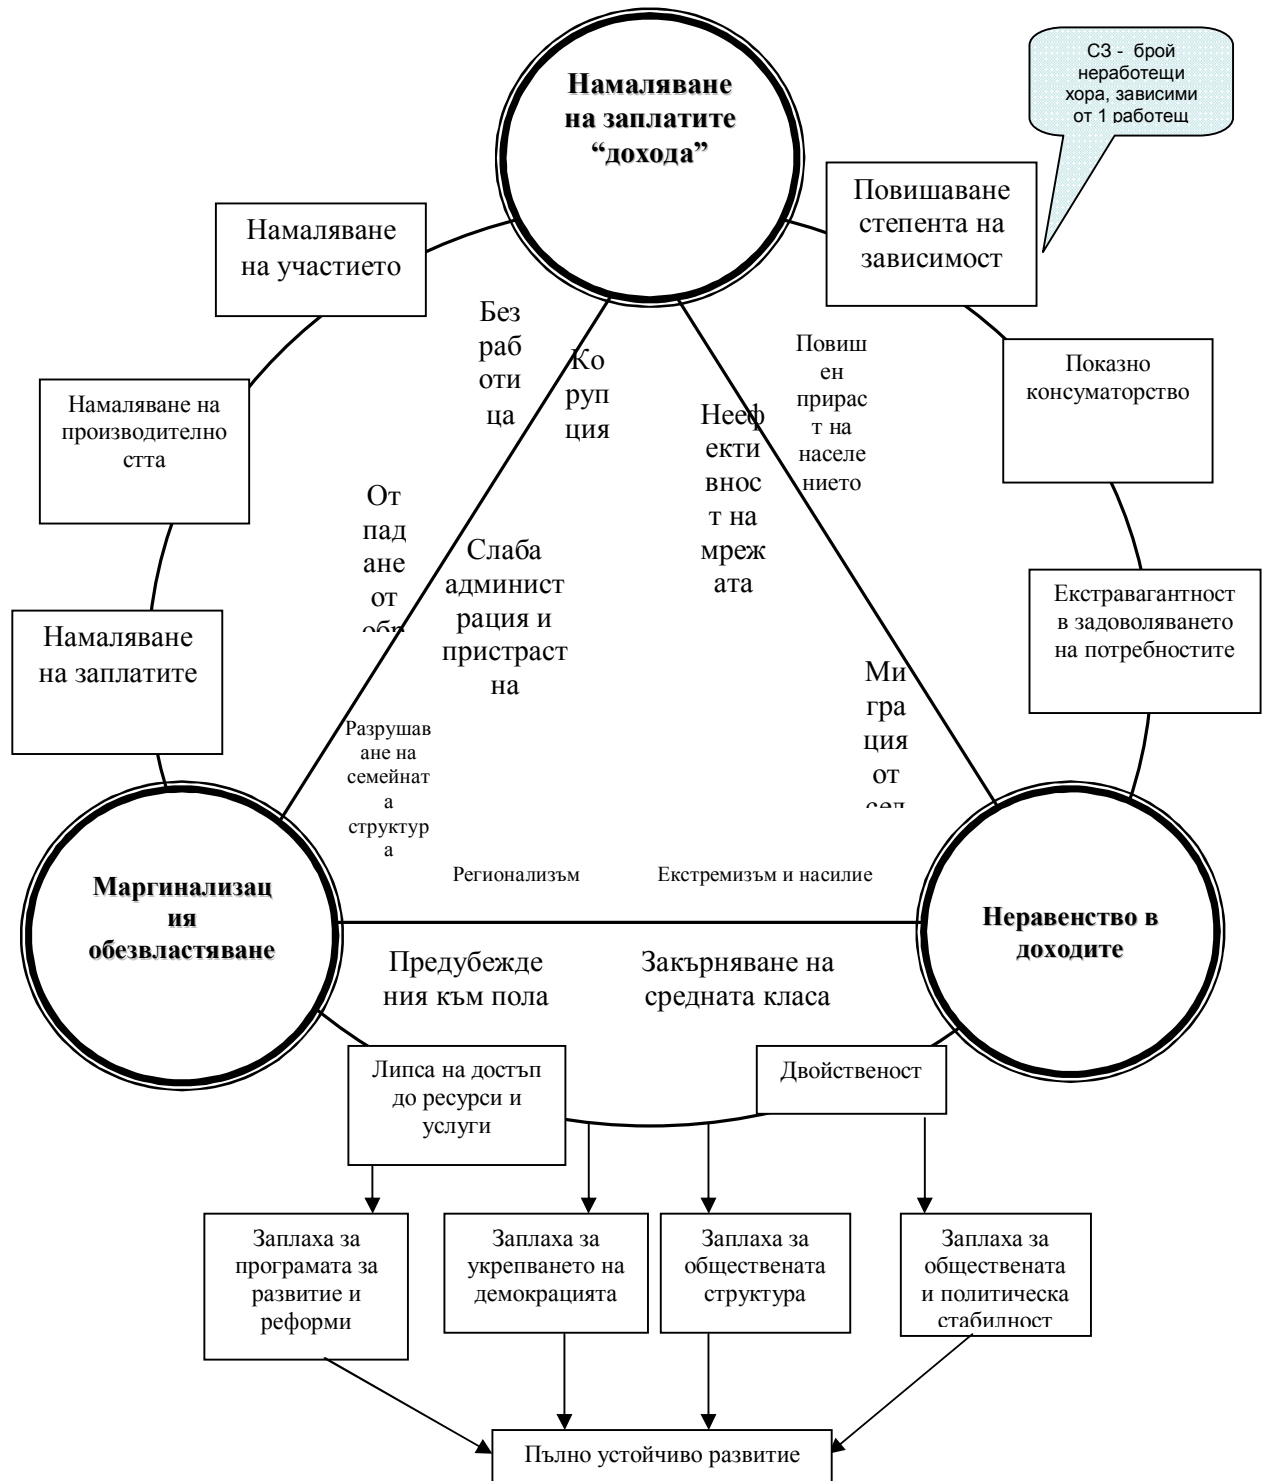 Намаляване
на заплатите
“дохода”
СЗ - брой
неработещи
хора, зависими
от 1 работещ
Повишаване
степента на
зависимост
Намаляване
на участието
Без
раб
оти
ца
Ко
руп
ция
Повиш
ен
прирас
т на
населе
нието
Показно
консуматорство
Намаляване на
производително
стта
Нееф
екти
внос
т на
мреж
ата
От
пад
ане
от
Слаба
админист
рация и
пристраст
на
Екстравагантност
в задоволяването
на потребностите
Намаляване
на заплатите
Ми
гра
ция
от
Разрушав
ане на
семейнат
а
структур
а
Регионализъм
Екстремизъм и насилие
Маргинализац
ия
обезвластяване
Неравенство в
доходите
Предубежде
ния към пола
Закърняване на
средната класа
Липса на достъп
до ресурси и
услуги
Двойственост
Заплаха за
програмата за
развитие и
реформи
Заплаха за
укрепването на
демокрацията
Заплаха за
обществената
структура
Заплаха за
обществената
и политическа
стабилност
Пълно устойчиво развитие